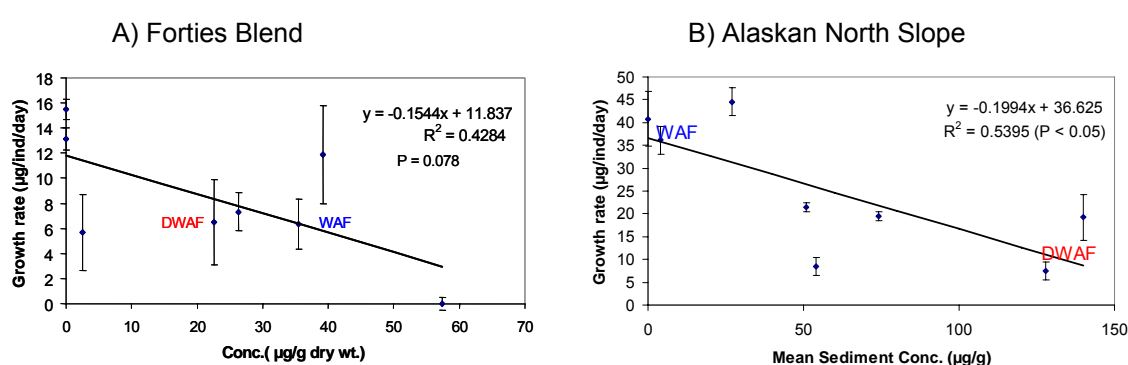 A) Forties Blend
Growth rate (µg/ind/day)
18
16
14
12
10
8
6
4
2
0
y = -0.1544x + 11.837
R² = 0.4284
P = 0.078
DWAF
WAF
0 10 20 30 40 50 60 70
Conc.( µg/g dry wt.)
B) Alaskan North Slope
Growth rate (µg/ind/day)
50
45
40
35
30
25
20
15
10
5
0
y = -0.1994x + 36.625
R² = 0.5395 (P < 0.05)
WAF
DWAF
0 50 100 150
Mean Sediment Conc. (µg/g)